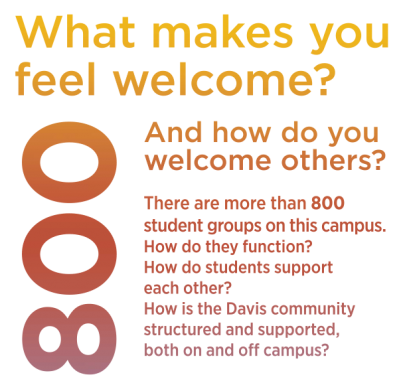 What makes you
feel welcome?
800
And how do you
welcome others?
There are more than 800
student groups on this campus.
How do they function?
How do students support
each other?
How is the Davis community
structured and supported,
both on and off campus?